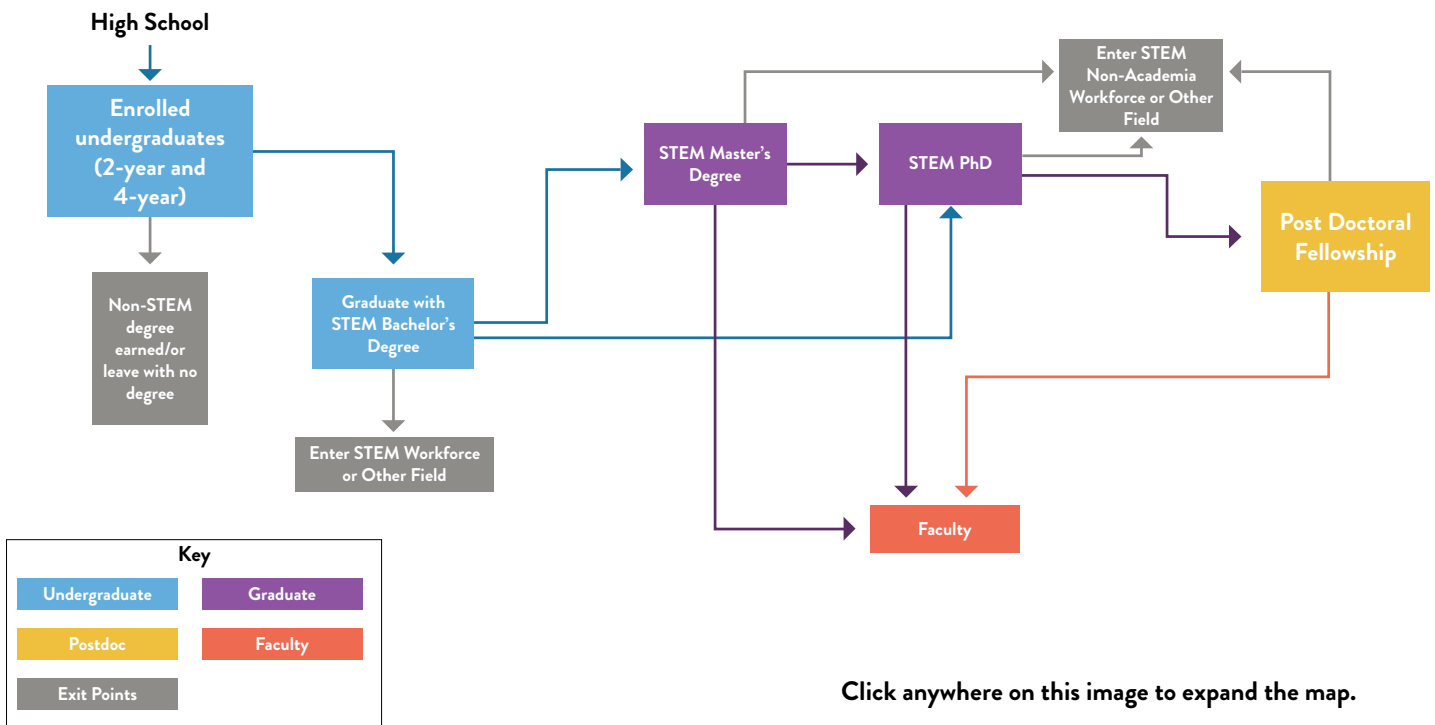 High School
Enrolled
undergraduates
(2-year and
4-year)
Non-STEM
degree
earned/or
leave with no
degree
Graduate with
STEM Bachelor's
Degree
Enter STEM Workforce
or Other Field
STEM Master's
Degree
STEM PhD
Enter STEM
Non-Academia
Workforce or Other
Field
Post Doctoral
Fellowship
Faculty
Key
Undergraduate
Graduate
Postdoc
Faculty
Exit Points
Click anywhere on this image to expand the map.